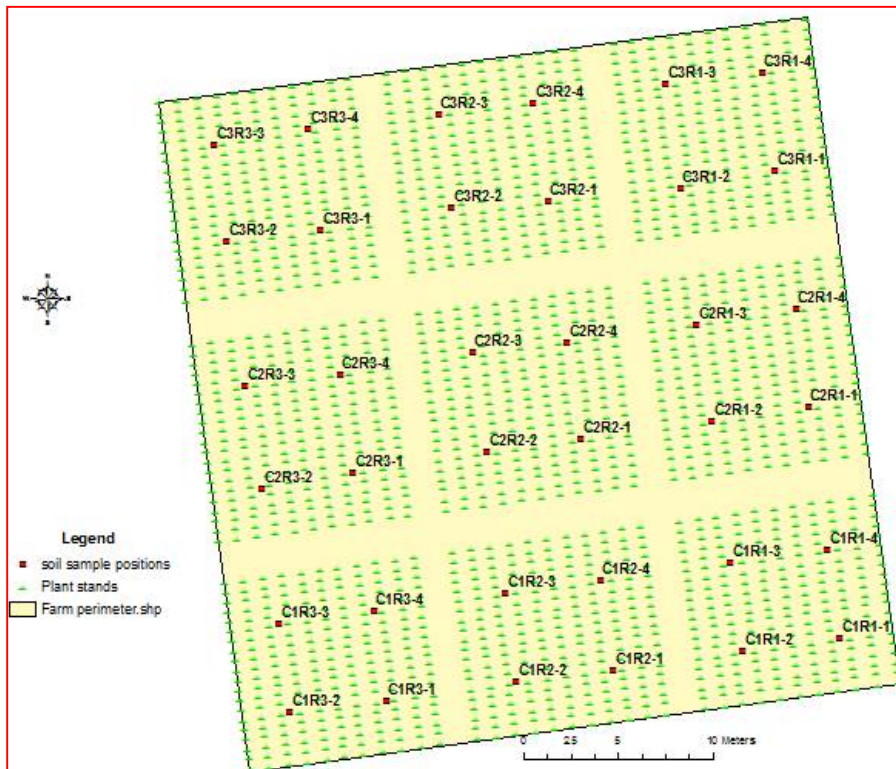 C3R1-4
C3R1-3
C3R2-4
C3R2-3
C3R3-4
C3R3-3
C3R1-1
C3R1-2
C3R2-1
C3R2-2
C3R3-1
C3R3-2
C2R1-4
C2R1-3
C2R2-4
C2R2-3
C2R3-4
C2R3-3
C2R1-1
C2R1-2
C2R2-1
C2R2-2
C2R3-1
C2R3-2
Legend
soil sample positions
Plant stands
Farm perimeter.shp
C1R1-4
C1R1-3
C1R2-4
C1R2-3
C1R3-4
C1R3-3
C1R1-1
C1R1-2
C1R2-1
C1R2-2
C1R3-1
C1R3-2
0 2.5 5 10 Meters